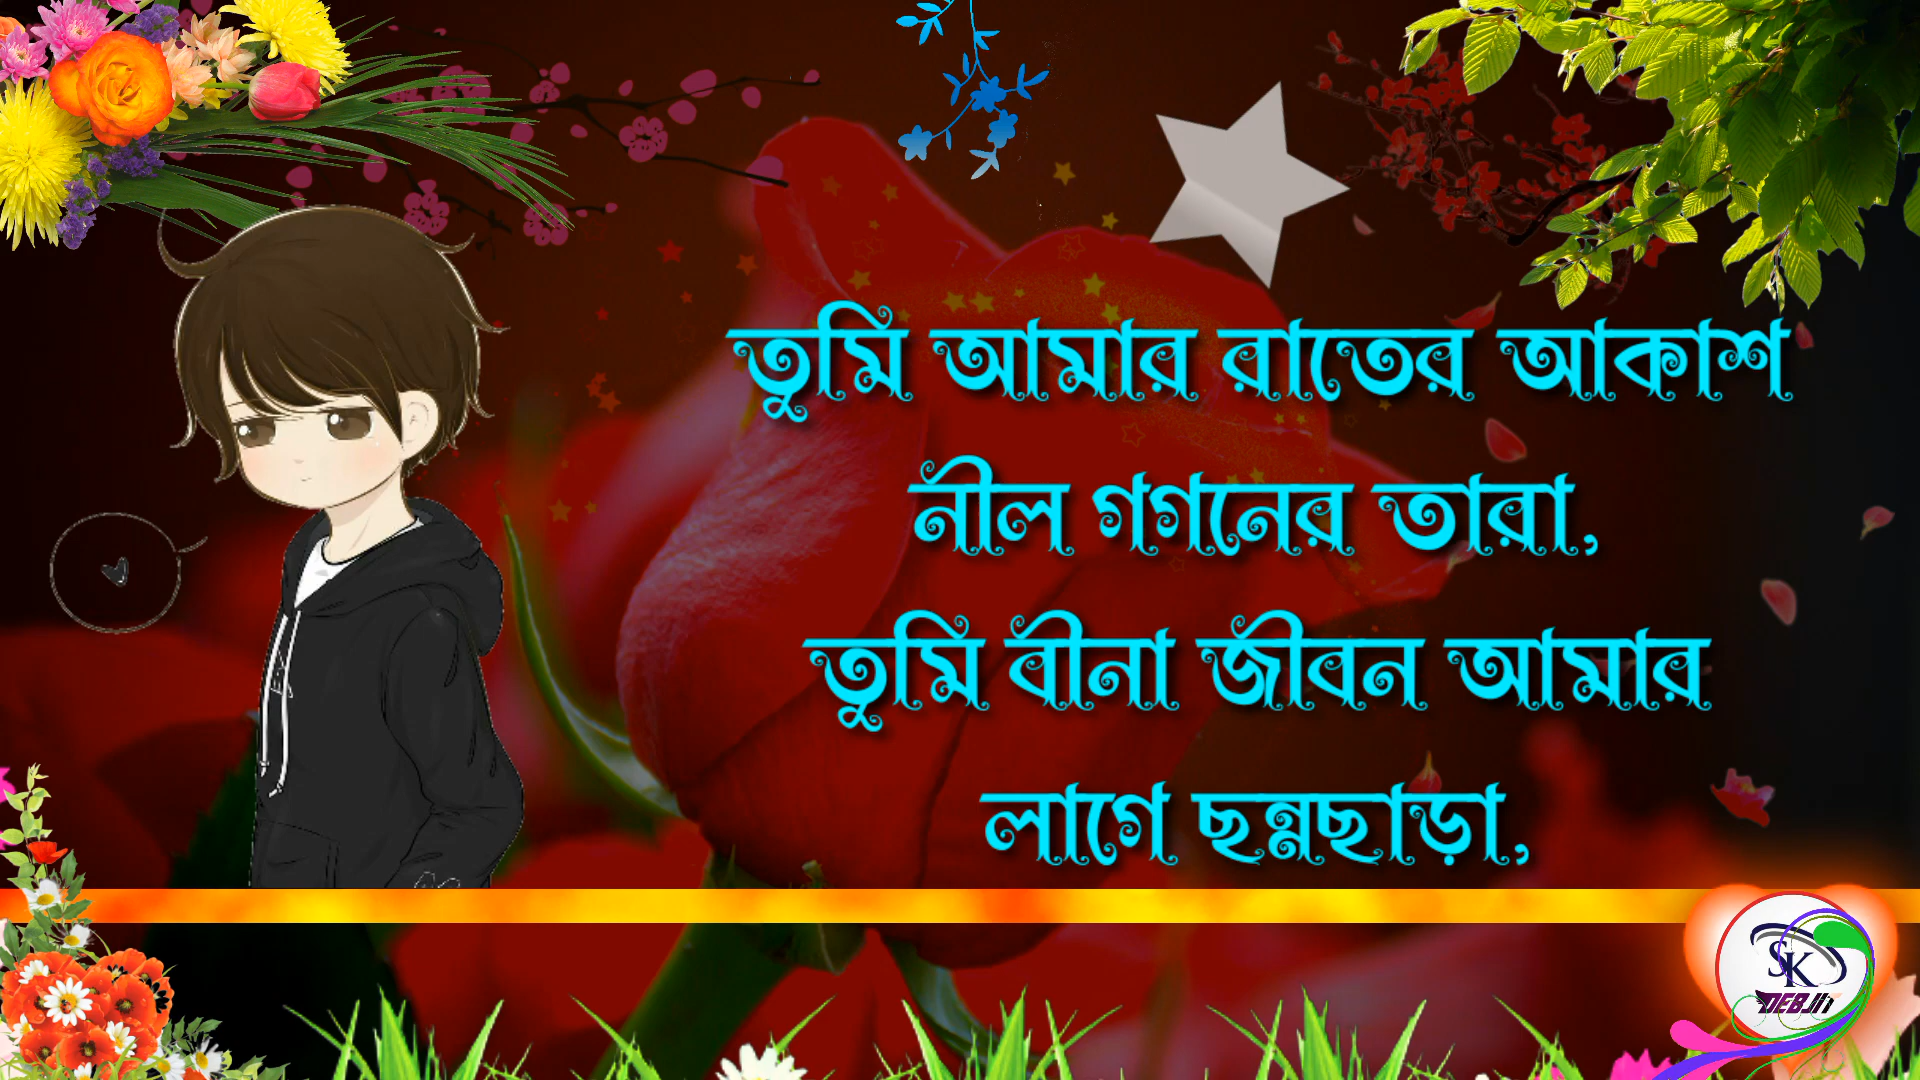 তুমি আমার রাতের আকাশ
নীল গগনের তারা,
তুমি বীনা জীবন আমার
লাগে ছন্নছাড়া,
SK
DEBJIT